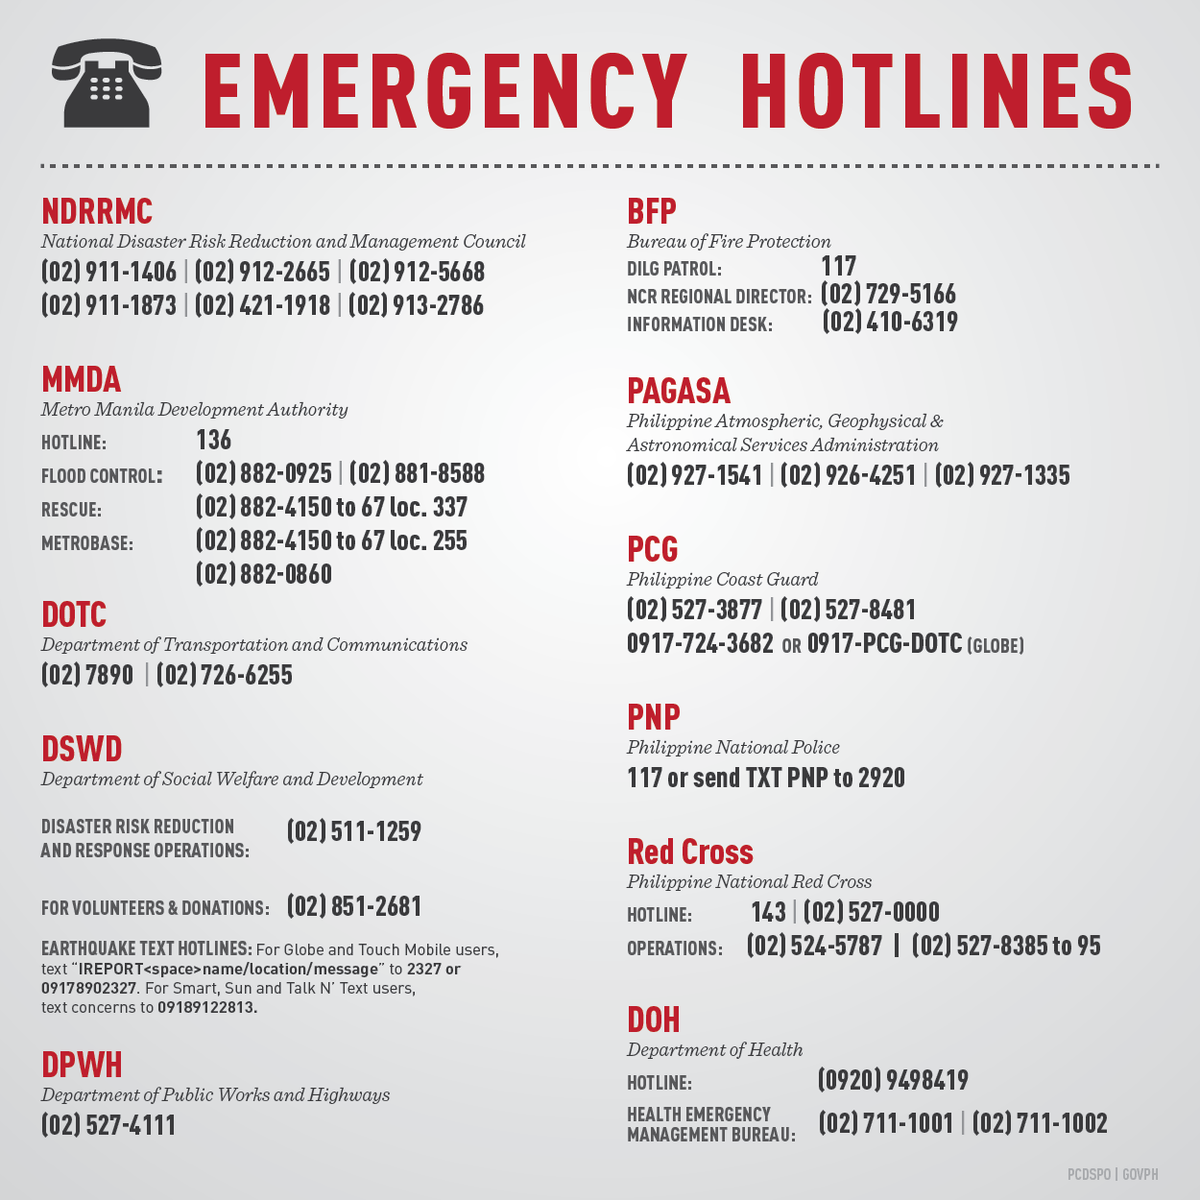 EMERGENCY HOTLINES
NDRRMC
National Disaster Risk Reduction and Management Council
(02) 911-1406 | (02) 912-2665 | (02) 912-5668
(02) 911-1873 | (02) 421-1918 | (02) 913-2786
MMDA
Metro Manila Development Authority
HOTLINE: 136
FLOOD CONTROL: (02) 882-0925 | (02) 881-8588
RESCUE: (02) 882-4150 to 67 loc. 337
METROBASE: (02) 882-4150 to 67 loc. 255
(02) 882-0860
DOTC
Department of Transportation and Communications
(02) 7890 | (02) 726-6255
DSWD
Department of Social Welfare and Development
DISASTER RISK REDUCTION
AND RESPONSE OPERATIONS: (02) 511-1259
FOR VOLUNTEERS & DONATIONS: (02) 851-2681
EARTHQUAKE TEXT HOTLINES: For Globe and Touch Mobile users,
text “IREPORT<space>name/location/message” to 2327 or
09178902327. For Smart, Sun and Talk N’ Text users,
text concerns to 09189122813.
DPWH
Department of Public Works and Highways
(02) 527-4111
BFP
Bureau of Fire Protection
DILG PATROL: 117
NCR REGIONAL DIRECTOR: (02) 729-5166
INFORMATION DESK: (02) 410-6319
PAGASA
Philippine Atmospheric, Geophysical &
Astronomical Services Administration
(02) 927-1541 | (02) 926-4251 | (02) 927-1335
PCG
Philippine Coast Guard
(02) 527-3877 | (02) 527-8481
0917-724-3682 OR 0917-PCG-DOTC (GLOBE)
PNP
Philippine National Police
117 or send TXT PNP to 2920
Red Cross
Philippine National Red Cross
HOTLINE: 143 | (02) 527-0000
OPERATIONS: (02) 524-5787 | (02) 527-8385 to 95
DOH
Department of Health
HOTLINE: (0920) 9498419
HEALTH EMERGENCY
MANAGEMENT BUREAU: (02) 711-1001 | (02) 711-1002
PCDSPO | GOVPH